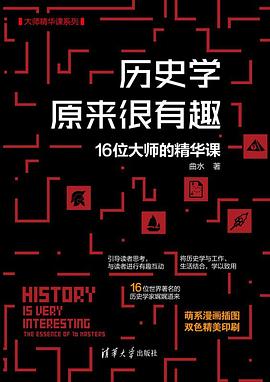 大师精华课系列
历史学
原来很有趣
16位大师的精华课
曲水 著
引导读者思考，
与读者进行有趣互动
将历史学与工作、
生活结合，学以致用
16位世界著名的
历史学家娓娓道来
HISTORY
IS VERY
INTERESTING
THE ESSENCE OF 16 MASTERS
萌系漫画插图
双色精美印刷
清华大学出版社